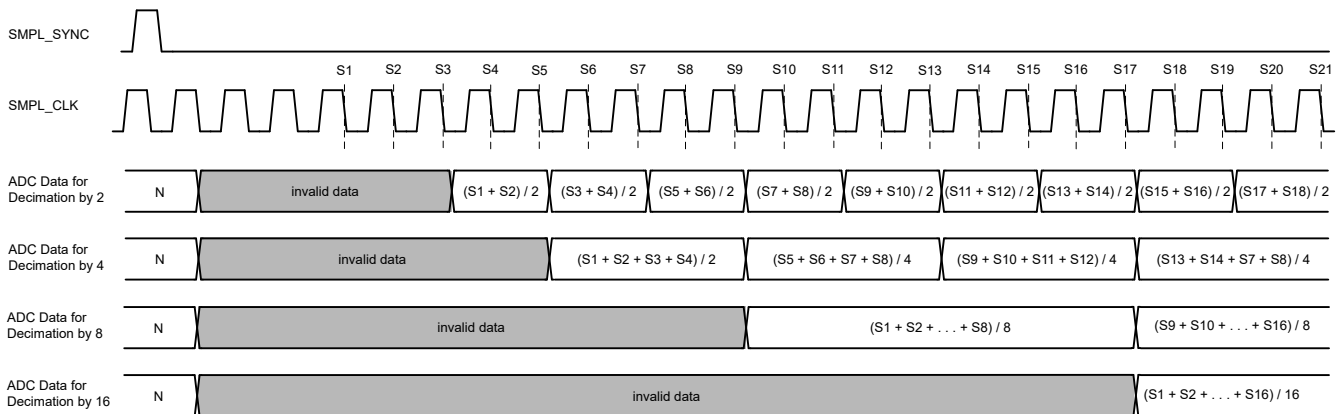 SMPL_SYNC
S1 S2 S3 S4 S5 S6 S7 S8 S9 S10 S11 S12 S13 S14 S15 S16 S17 S18 S19 S20 S21
SMPL_CLK
ADC Data for
Decimation by 2
N invalid data (S1 + S2) / 2 (S3 + S4) / 2 (S5 + S6) / 2 (S7 + S8) / 2 (S9 + S10) / 2 (S11 + S12) / 2 (S13 + S14) / 2 (S15 + S16) / 2 (S17 + S18) / 2
ADC Data for
Decimation by 4
N invalid data (S1 + S2 + S3 + S4) / 2 (S5 + S6 + S7 + S8) / 4 (S9 + S10 + S11 + S12) / 4 (S13 + S14 + S7 + S8) / 4
ADC Data for
Decimation by 8
N invalid data (S1 + S2 + . . . + S8) / 8 (S9 + S10 + . . . + S16) / 8
ADC Data for
Decimation by 16
N invalid data (S1 + S2 + . . . + S16) / 16